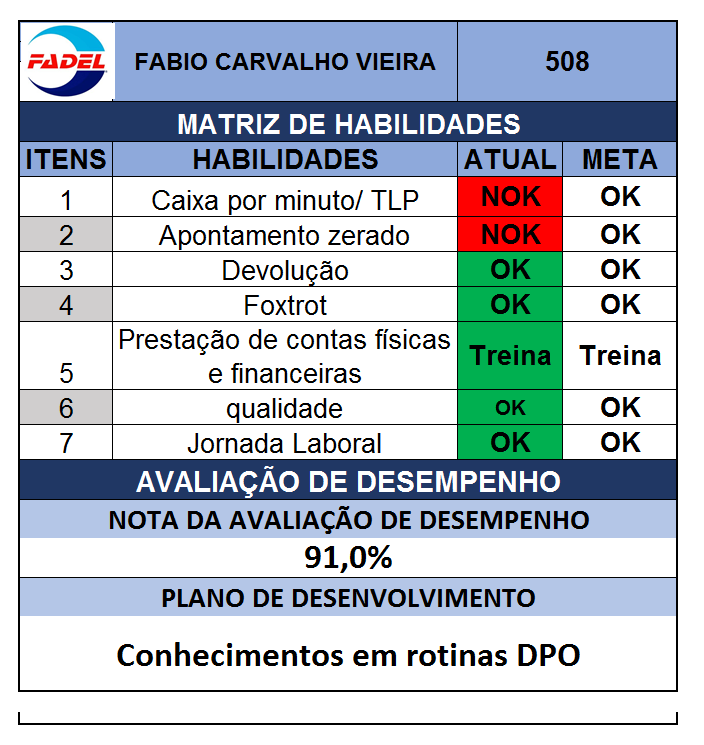 FADEL FABIO CARVALHO VIEIRA 508
MATRIZ DE HABILIDADES
ITENS HABILIDADES ATUAL META
1 Caixa por minuto/ TLP NOK OK
2 Apontamento zerado NOK OK
3 Devolução OK OK
4 Foxtrot OK OK
5 Prestação de contas físicas
e financeiras Treina Treina
6 qualidade OK OK
7 Jornada Laboral OK OK
AVALIAÇÃO DE DESEMPENHO
NOTA DA AVALIAÇÃO DE DESEMPENHO
91,0%
PLANO DE DESENVOLVIMENTO
Conhecimentos em rotinas DPO